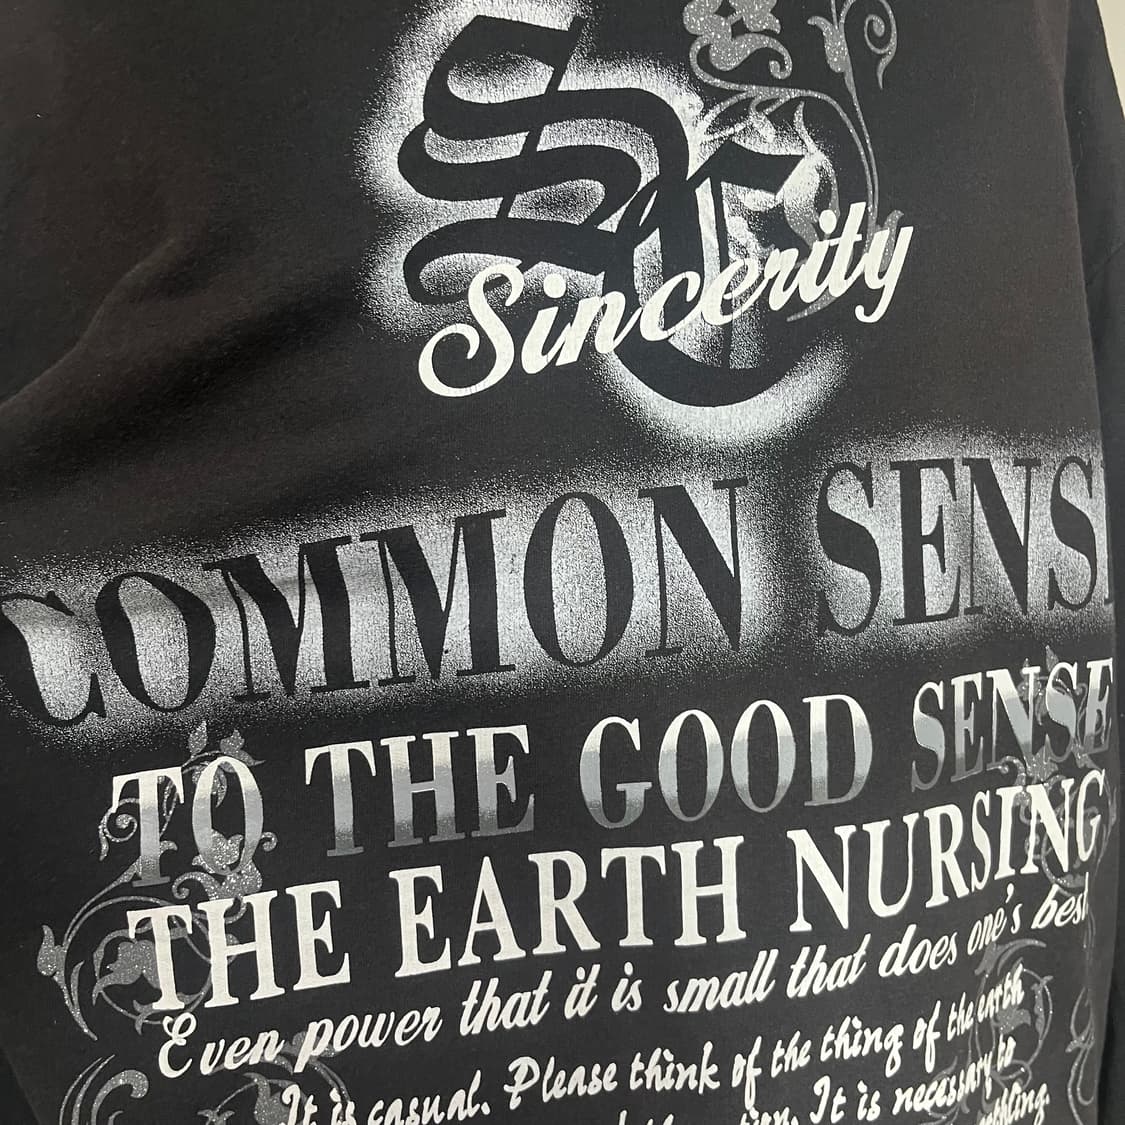 Sc
Sincerity
COMMON SENS
TO THE GOOD SENSE
THE EARTH NURSING
Even power that it is small that does one's best
It is casual. Please think of the thing of the earth
It is necessary to